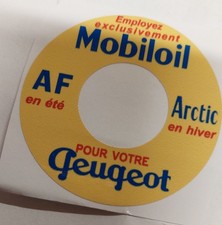 Employez
exclusivement
Mobiloil
AF
en été
Arctic
en hiver
POUR VOTRE
Peugeot